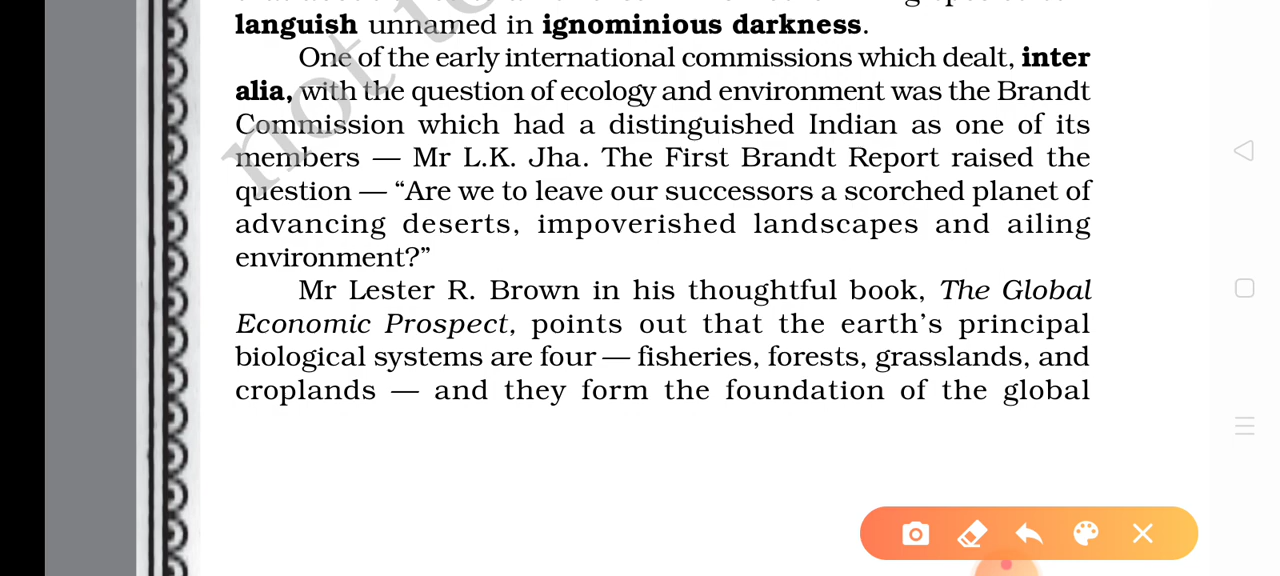 languish unnamed in ignominious darkness.
One of the early international commissions which dealt, inter
alia, with the question of ecology and environment was the Brandt
Commission which had a distinguished Indian as one of its
members — Mr L.K. Jha. The First Brandt Report raised the
question — “Are we to leave our successors a scorched planet of
advancing deserts, impoverished landscapes and ailing
environment?”
Mr Lester R. Brown in his thoughtful book, The Global
Economic Prospect, points out that the earth’s principal
biological systems are four — fisheries, forests, grasslands, and
croplands — and they form the foundation of the global
not